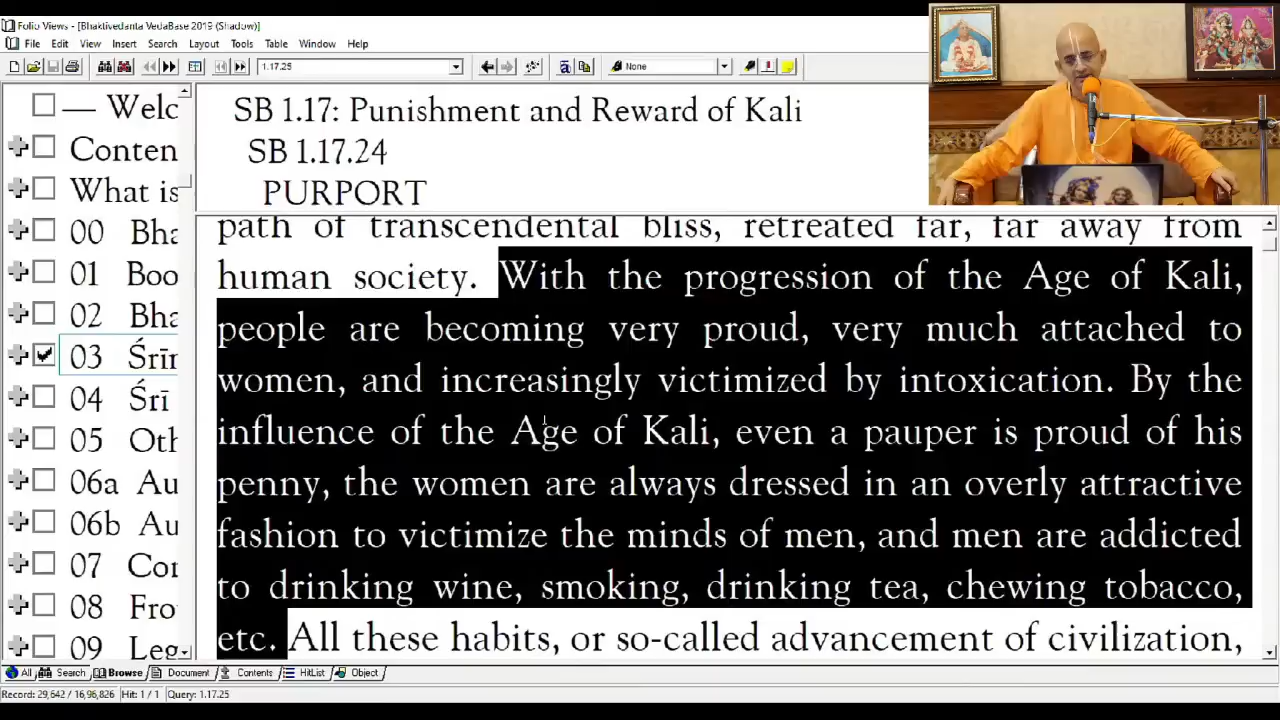 Folio Views - [Bhaktivedanta VedaBase 2019 (Shadow)]
File Edit View Insert Search Layout Tools Table Window Help
1.17.25
None
— Welc
Conten
What is
00 Bha
01 Boo
02 Bha
03 Śrīr
04 Śrī
05 Oth
06a Au
06b Au
07 Cor
08 Fro
09 Leg
SB 1.17: Punishment and Reward of Kali
SB 1.17.24
PURPORT
path of transcendental bliss, retreated far, far away from
human society. With the progression of the Age of Kali,
people are becoming very proud, very much attached to
women, and increasingly victimized by intoxication. By the
influence of the Age of Kali, even a pauper is proud of his
penny, the women are always dressed in an overly attractive
fashion to victimize the minds of men, and men are addicted
to drinking wine, smoking, drinking tea, chewing tobacco,
etc. All these habits, or so-called advancement of civilization,
All Search Browse Document Contents HitList Object
Record: 29,642 / 16,96,826 Hit: 1 / 1 Query: 1.17.25